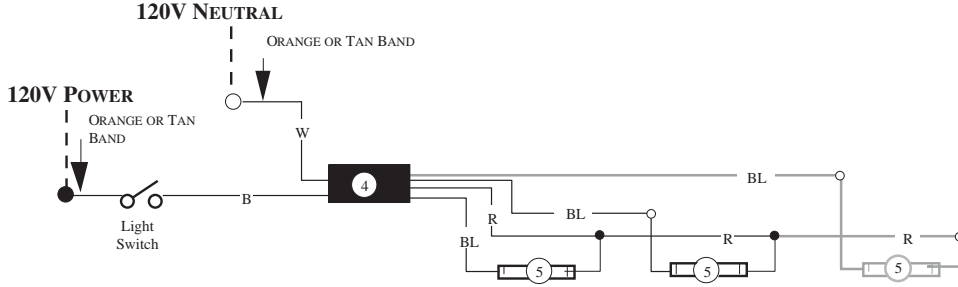 120V NEUTRAL
ORANGE OR TAN BAND
120V POWER
ORANGE OR TAN
BAND
W
4
BL
B
R
BL
BL
R
R
Light
Switch
5
5
5